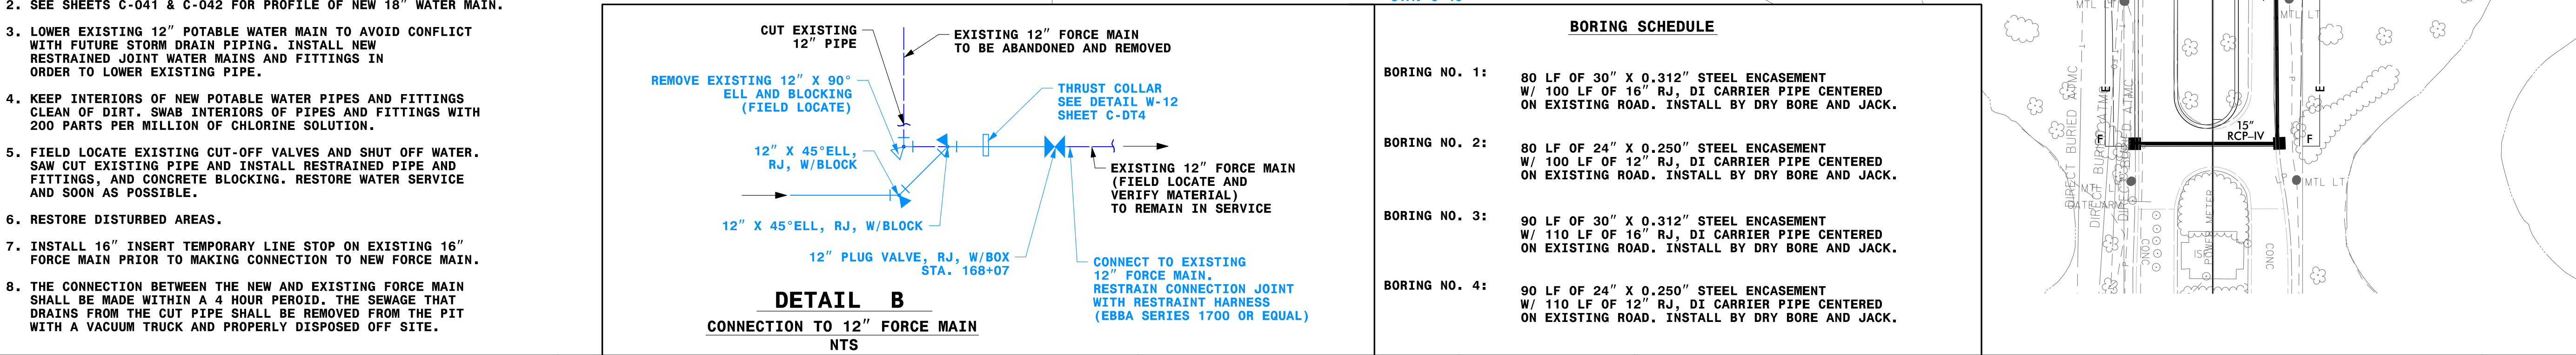 2. SEE SHEETS C-041 & C-042 FOR PROFILE OF NEW 18" WATER MAIN.
3. LOWER EXISTING 12" POTABLE WATER MAIN TO AVOID CONFLICT
WITH FUTURE STORM DRAIN PIPING. INSTALL NEW
RESTRAINED JOINT WATER MAINS AND FITTINGS IN
ORDER TO LOWER EXISTING PIPE.
4. KEEP INTERIORS OF NEW POTABLE WATER PIPES AND FITTINGS
CLEAN OF DIRT. SWAB INTERIORS OF PIPES AND FITTINGS WITH
200 PARTS PER MILLION OF CHLORINE SOLUTION.
5. FIELD LOCATE EXISTING CUT-OFF VALVES AND SHUT OFF WATER.
SAW CUT EXISTING PIPE AND INSTALL RESTRAINED PIPE AND
FITTINGS, AND CONCRETE BLOCKING. RESTORE WATER SERVICE
AND SOON AS POSSIBLE.
6. RESTORE DISTURBED AREAS.
7. INSTALL 16" INSERT TEMPORARY LINE STOP ON EXISTING 16"
FORCE MAIN PRIOR TO MAKING CONNECTION TO NEW FORCE MAIN.
8. THE CONNECTION BETWEEN THE NEW AND EXISTING FORCE MAIN
SHALL BE MADE WITHIN A 4 HOUR PEROID. THE SEWAGE THAT
DRAINS FROM THE CUT PIPE SHALL BE REMOVED FROM THE PIT
WITH A VACUUM TRUCK AND PROPERLY DISPOSED OFF SITE.
CUT EXISTING
12" PIPE
EXISTING 12" FORCE MAIN
TO BE ABANDONED AND REMOVED
REMOVE EXISTING 12" X 90°
ELL AND BLOCKING
(FIELD LOCATE)
THRUST COLLAR
SEE DETAIL W-12
SHEET C-DT4
12" X 45°ELL,
RJ, W/BLOCK
EXISTING 12" FORCE MAIN
(FIELD LOCATE AND
VERIFY MATERIAL)
TO REMAIN IN SERVICE
12" X 45°ELL, RJ, W/BLOCK
12" PLUG VALVE, RJ, W/BOX
STA. 168+07
CONNECT TO EXISTING
12" FORCE MAIN.
RESTRAIN CONNECTION JOINT
WITH RESTRAINT HARNESS
(EBBA SERIES 1700 OR EQUAL)
DETAIL B
CONNECTION TO 12" FORCE MAIN
NTS
BORING SCHEDULE
BORING NO. 1:
80 LF OF 30" X 0.312" STEEL ENCASEMENT
W/ 100 LF OF 16" RJ, DI CARRIER PIPE CENTERED
ON EXISTING ROAD. INSTALL BY DRY BORE AND JACK.
BORING NO. 2:
80 LF OF 24" X 0.250" STEEL ENCASEMENT
W/ 100 LF OF 12" RJ, DI CARRIER PIPE CENTERED
ON EXISTING ROAD. INSTALL BY DRY BORE AND JACK.
BORING NO. 3:
90 LF OF 30" X 0.312" STEEL ENCASEMENT
W/ 110 LF OF 16" RJ, DI CARRIER PIPE CENTERED
ON EXISTING ROAD. INSTALL BY DRY BORE AND JACK.
BORING NO. 4:
90 LF OF 24" X 0.250" STEEL ENCASEMENT
W/ 110 LF OF 12" RJ, DI CARRIER PIPE CENTERED
ON EXISTING ROAD. INSTALL BY DRY BORE AND JACK.
MTL LT
MTL LT
E
E
15"
RCP-IV
F
F
DIRECT BURIED ATMC
MTL LT
LP MTL LT
GATE ARM
POWER METER
CONC
CONC